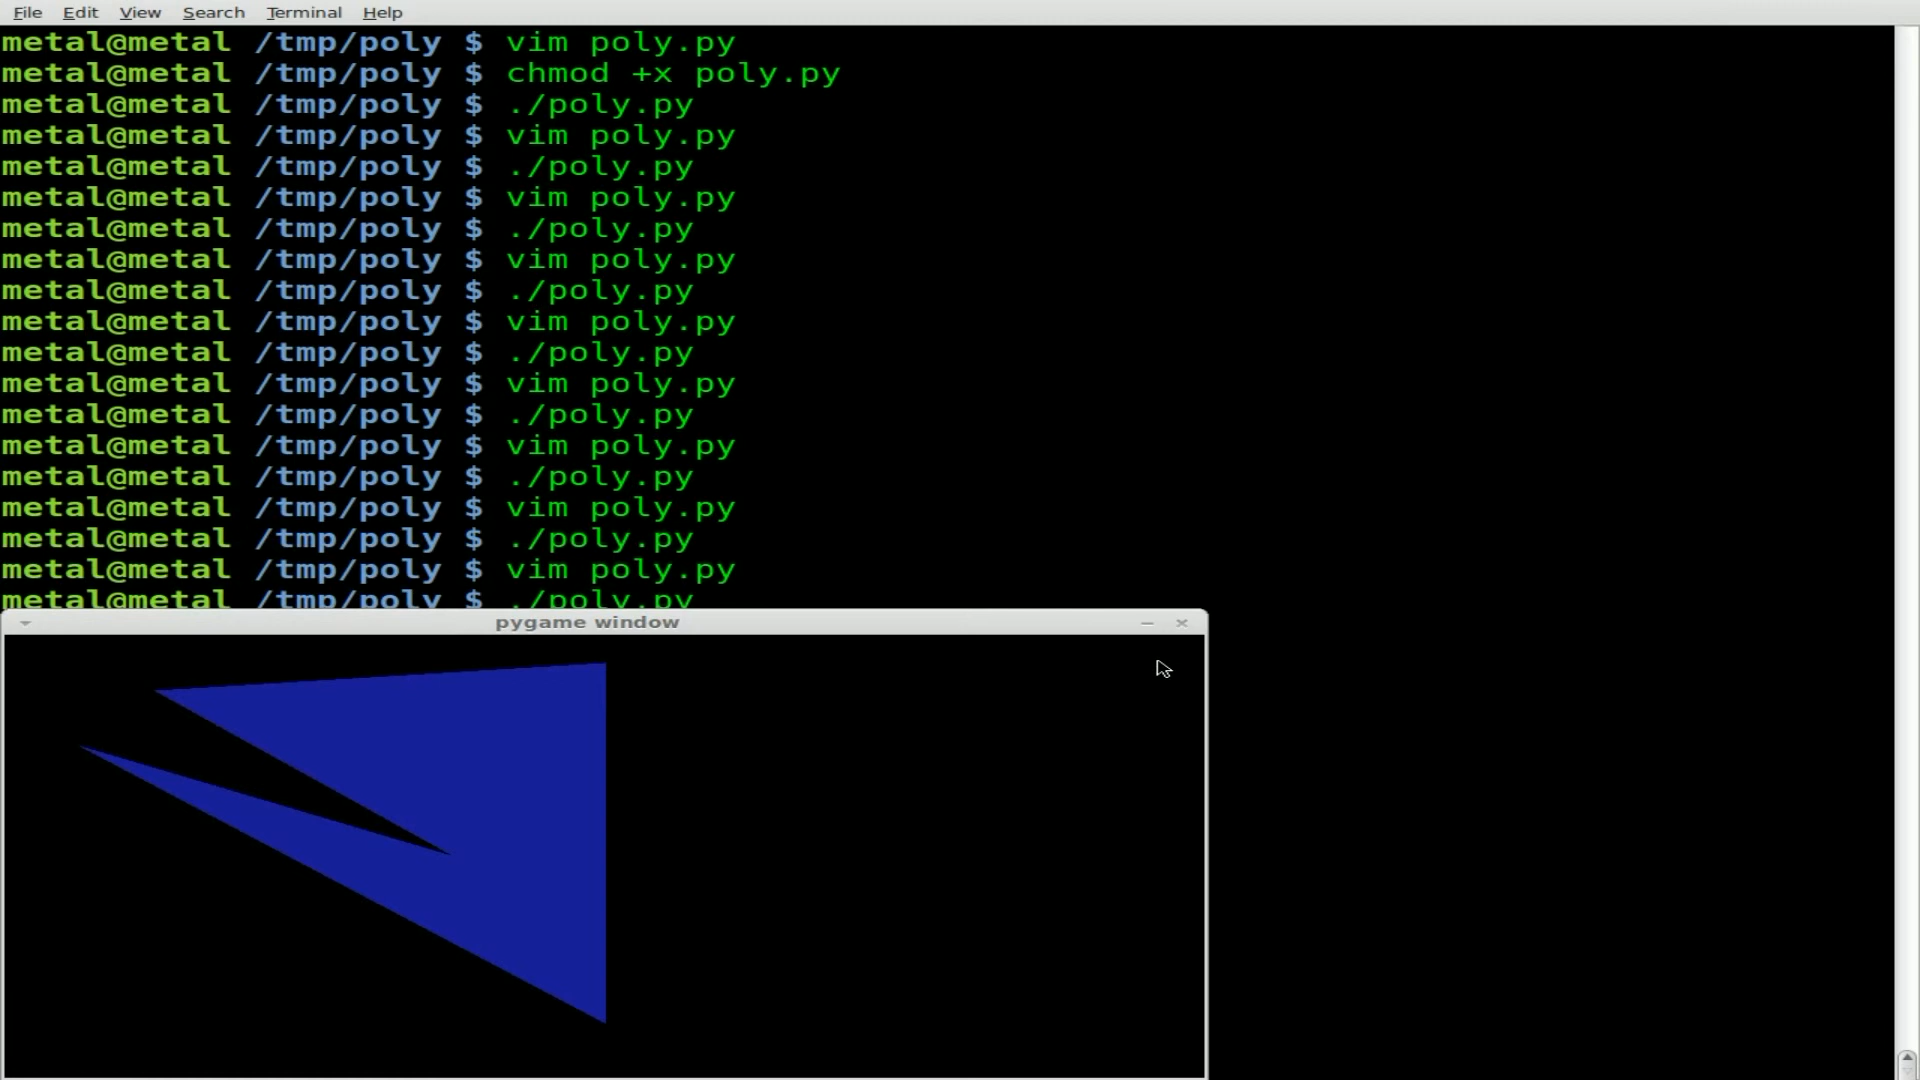 File Edit View Search Terminal Help
metal@metal /tmp/poly $ vim poly.py
metal@metal /tmp/poly $ chmod +x poly.py
metal@metal /tmp/poly $ ./poly.py
metal@metal /tmp/poly $ vim poly.py
metal@metal /tmp/poly $ ./poly.py
metal@metal /tmp/poly $ vim poly.py
metal@metal /tmp/poly $ ./poly.py
metal@metal /tmp/poly $ vim poly.py
metal@metal /tmp/poly $ ./poly.py
metal@metal /tmp/poly $ vim poly.py
metal@metal /tmp/poly $ ./poly.py
metal@metal /tmp/poly $ vim poly.py
metal@metal /tmp/poly $ ./poly.py
metal@metal /tmp/poly $ vim poly.py
metal@metal /tmp/poly $ ./poly.py
metal@metal /tmp/poly $ vim poly.py
metal@metal /tmp/poly $ ./poly.py
metal@metal /tmp/poly $ vim poly.py
metal@metal /tmp/poly $ ./poly.py
pygame window